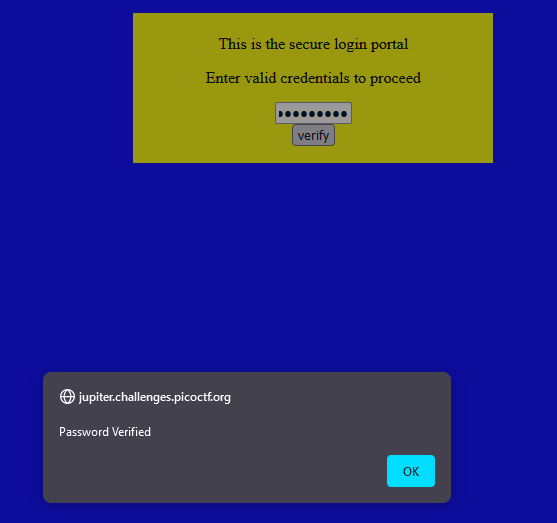 This is the secure login portal
Enter valid credentials to proceed
verify
jupiter.challenges.picoctf.org
Password Verified
OK